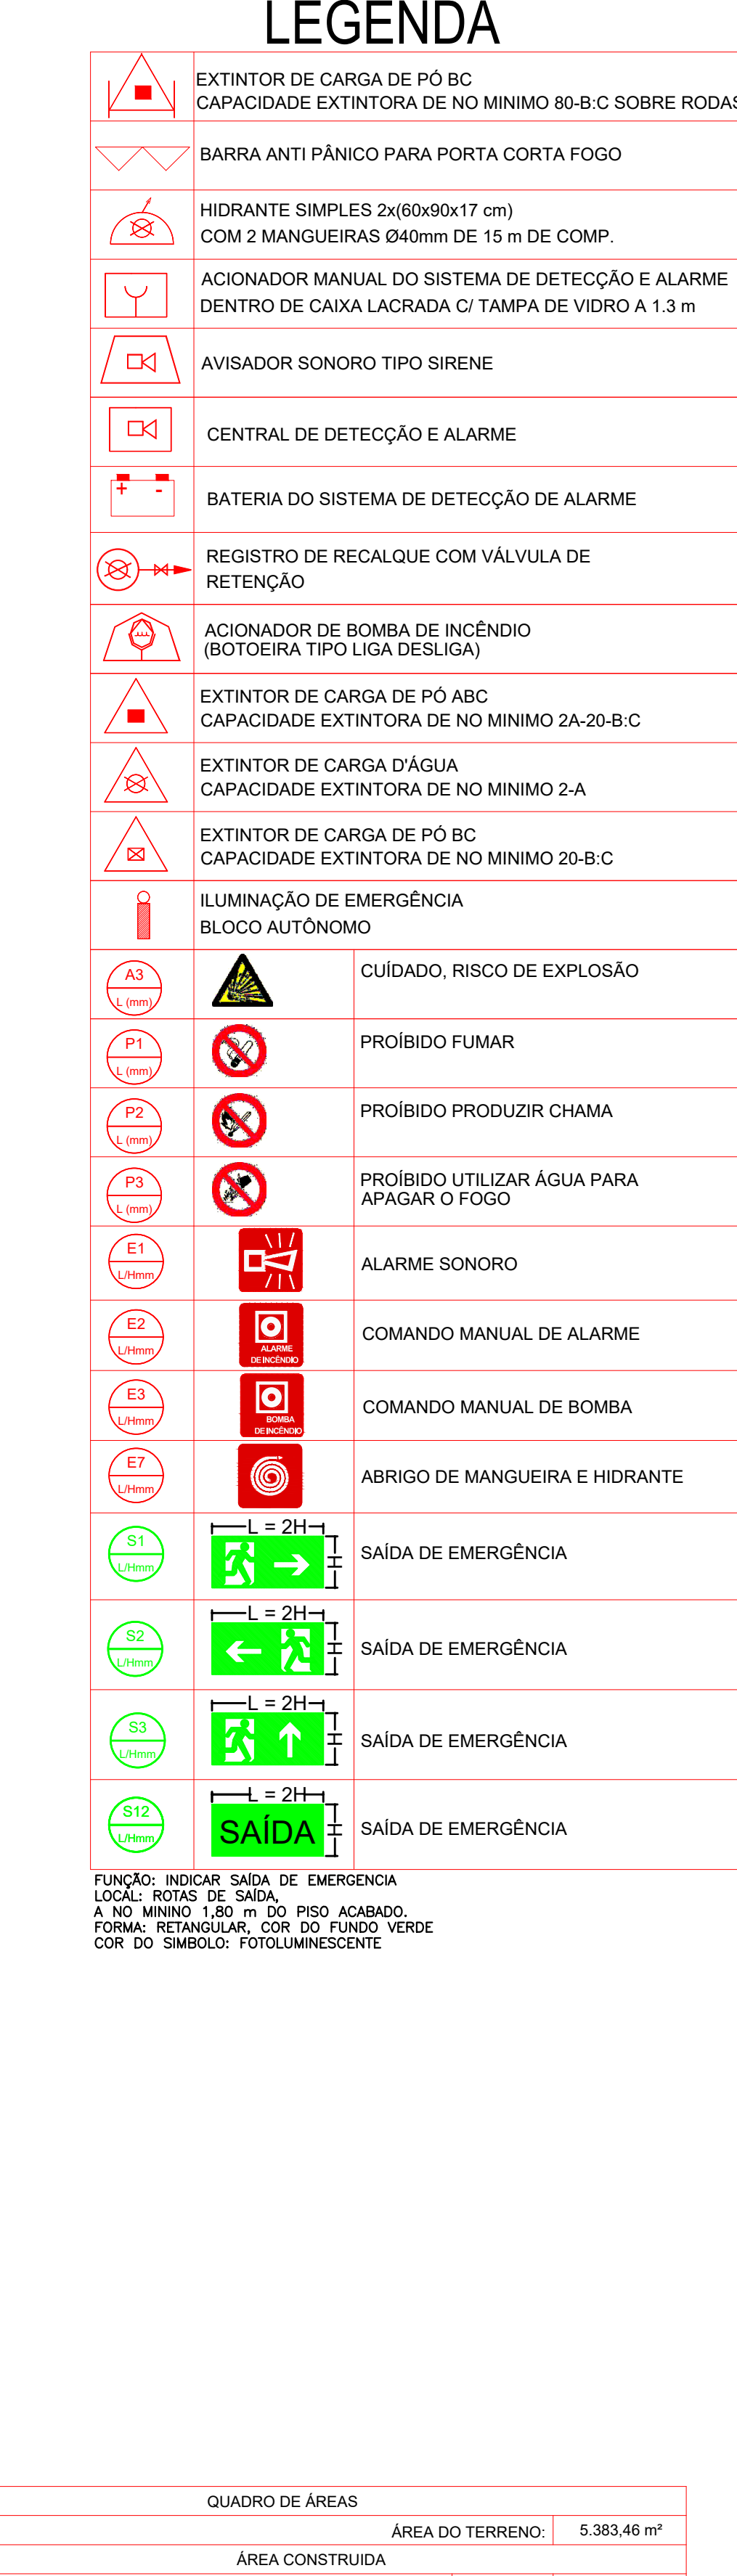 LEGENDA
EXTINTOR DE CARGA DE PÓ BC
CAPACIDADE EXTINTORA DE NO MINIMO 80-B:C SOBRE RODAS
BARRA ANTI PÂNICO PARA PORTA CORTA FOGO
HIDRANTE SIMPLES 2x(60x90x17 cm)
COM 2 MANGUEIRAS Ø40mm DE 15 m DE COMP.
ACIONADOR MANUAL DO SISTEMA DE DETECÇÃO E ALARME
DENTRO DE CAIXA LACRADA C/ TAMPA DE VIDRO A 1.3 m
AVISADOR SONORO TIPO SIRENE
CENTRAL DE DETECÇÃO E ALARME
+ -
BATERIA DO SISTEMA DE DETECÇÃO DE ALARME
REGISTRO DE RECALQUE COM VÁLVULA DE
RETENÇÃO
ACIONADOR DE BOMBA DE INCÊNDIO
(BOTOEIRA TIPO LIGA DESLIGA)
EXTINTOR DE CARGA DE PÓ ABC
CAPACIDADE EXTINTORA DE NO MINIMO 2A-20-B:C
EXTINTOR DE CARGA D'ÁGUA
CAPACIDADE EXTINTORA DE NO MINIMO 2-A
EXTINTOR DE CARGA DE PÓ BC
CAPACIDADE EXTINTORA DE NO MINIMO 20-B:C
ILUMINAÇÃO DE EMERGÊNCIA
BLOCO AUTÔNOMO
A3
L (mm)
CUÍDADO, RISCO DE EXPLOSÃO
P1
L (mm)
PROÍBIDO FUMAR
P2
L (mm)
PROÍBIDO PRODUZIR CHAMA
P3
L (mm)
PROÍBIDO UTILIZAR ÁGUA PARA
APAGAR O FOGO
E1
L/Hmm
ALARME SONORO
E2
L/Hmm
ALARME
DE INCÊNDIO
COMANDO MANUAL DE ALARME
E3
L/Hmm
BOMBA
DE INCÊNDIO
COMANDO MANUAL DE BOMBA
E7
L/Hmm
ABRIGO DE MANGUEIRA E HIDRANTE
S1
L/Hmm
L = 2H
H
SAÍDA DE EMERGÊNCIA
S2
L/Hmm
L = 2H
H
SAÍDA DE EMERGÊNCIA
S3
L/Hmm
L = 2H
H
SAÍDA DE EMERGÊNCIA
S12
L/Hmm
L = 2H
SAÍDA
H
SAÍDA DE EMERGÊNCIA
FUNÇÃO: INDICAR SAÍDA DE EMERGENCIA
LOCAL: ROTAS DE SAÍDA,
A NO MININO 1,80 m DO PISO ACABADO.
FORMA: RETANGULAR, COR DO FUNDO VERDE
COR DO SIMBOLO: FOTOLUMINESCENTE
QUADRO DE ÁREAS
ÁREA DO TERRENO: 5.383,46 m²
ÁREA CONSTRUIDA